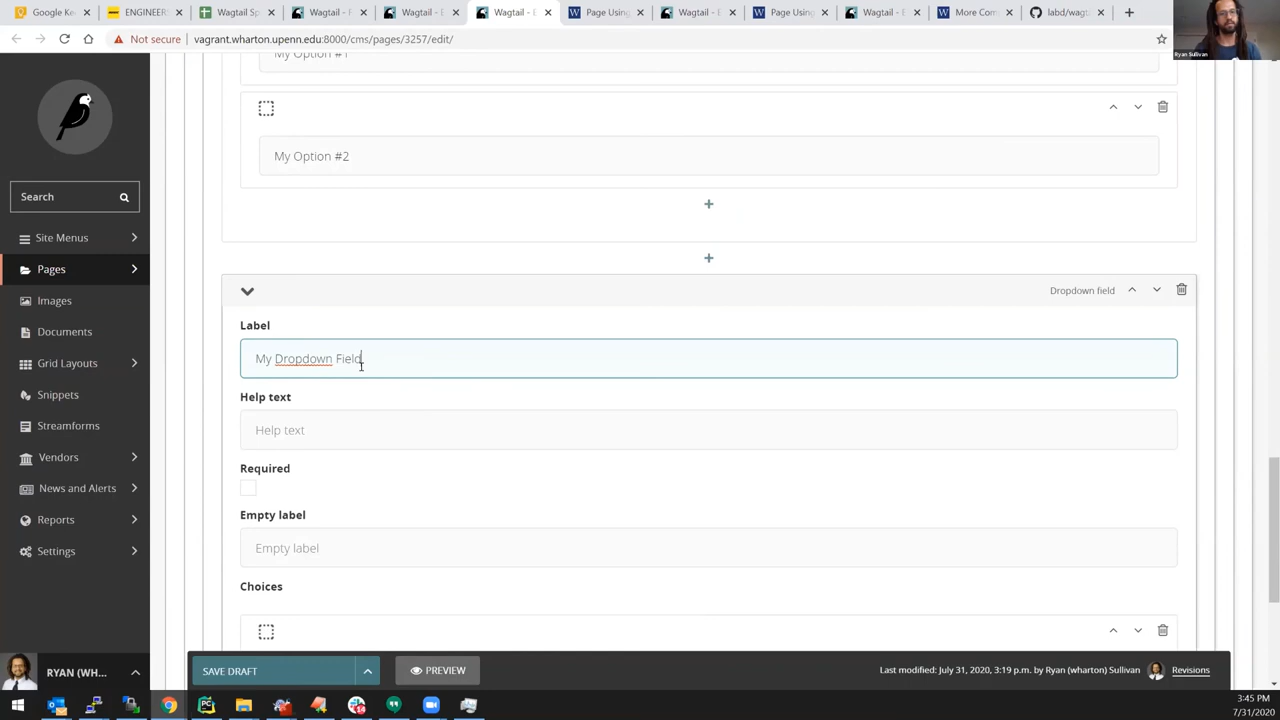 Google Ke
ENGINEER
Wagtail Sp
Wagtail - E
Wagtail - E
Wagtail - E
Page Using
Wagtail - E
Page Using
Wagtail - E
More Com
labd/wagt
Not secure
vagrant.wharton.upenn.edu:8000/cms/pages/3257/edit/
Ryan Sullivan
My Option #1
My Option #2
Search
Site Menus
Pages
Images
Documents
Grid Layouts
Snippets
Streamforms
Vendors
News and Alerts
Reports
Settings
RYAN (WH...
Dropdown field
Label
My Dropdown Field
Help text
Help text
Required
Empty label
Empty label
Choices
SAVE DRAFT
PREVIEW
Last modified: July 31, 2020, 3:19 p.m. by Ryan (wharton) Sullivan
Revisions
3:45 PM
7/31/2020